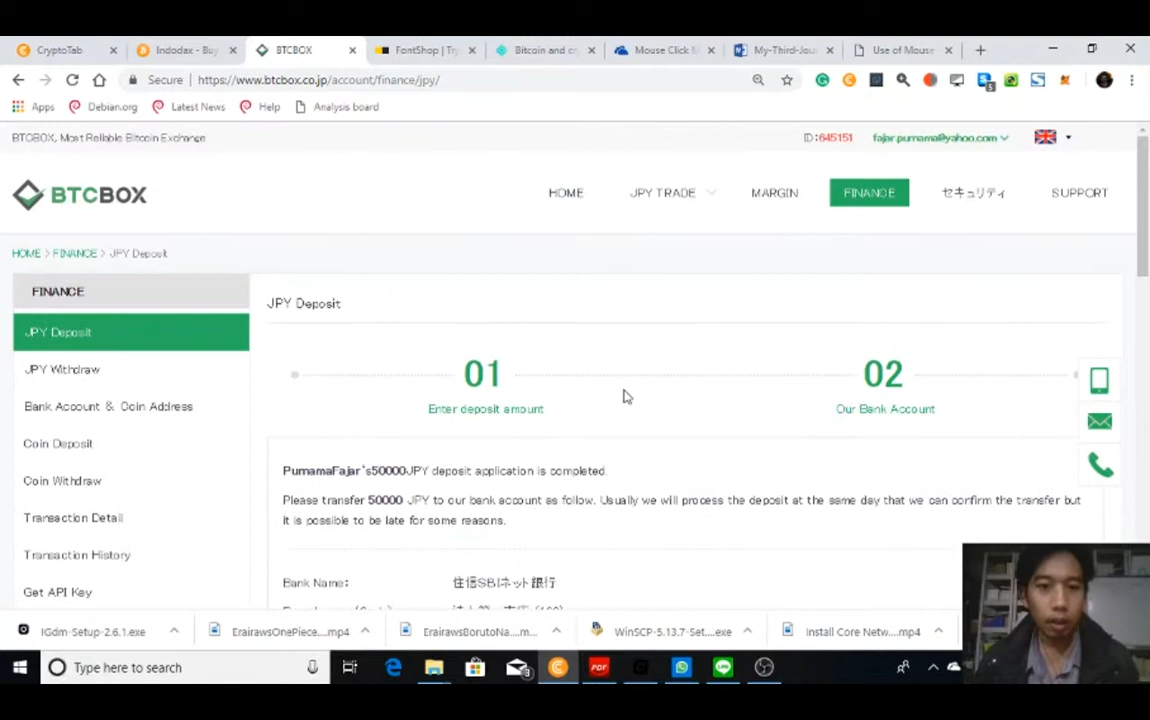 CryptoTab
Indodax - Buy
BTCBOX
FontShop | Try
Bitcoin and cr
Mouse Click M
My-Third-Jou
Use of Mouse
Secure | https://www.btcbox.co.jp/account/finance/jpy/
Apps Debian.org Latest News Help Analysis board
BTCBOX, Most Reliable Bitcoin Exchange
ID:645151 fajar.purnama@yahoo.com
BTCBOX
HOME JPY TRADE MARGIN FINANCE セキュリティ SUPPORT
HOME > FINANCE > JPY Deposit
FINANCE
JPY Deposit
JPY Withdraw
Bank Account & Coin Address
Coin Deposit
Coin Withdraw
Transaction Detail
Transaction History
Get API Key
JPY Deposit
01 02
Enter deposit amount Our Bank Account
PurnamaFajar's50000JPY deposit application is completed.
Please transfer 50000 JPY to our bank account as follow. Usually we will process the deposit at the same day that we can confirm the transfer but
it is possible to be late for some reasons.
Bank Name: 住信SBIネット銀行
IGdm-Setup-2.6.1.exe
ErairawsOnePiece....mp4
ErairawsBorutoNa....m...
WinSCP-5.13.7-Set....exe
Install Core Netw....mp4
Type here to search
PDF